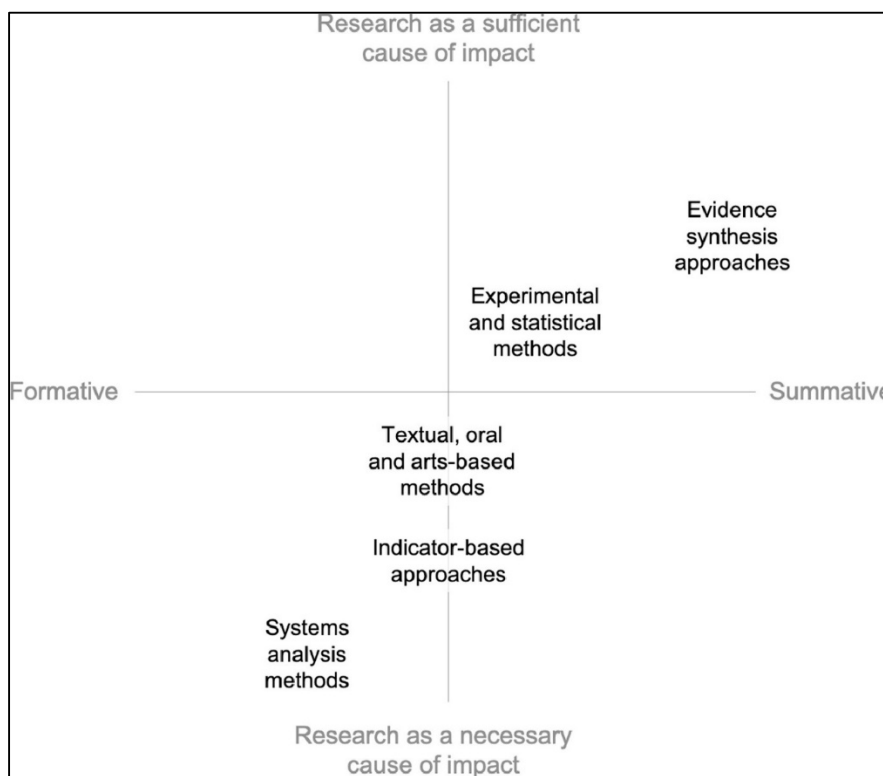 Research as a sufficient
cause of impact
Evidence
synthesis
approaches
Experimental
and statistical
methods
Formative
Summative
Textual, oral
and arts-based
methods
Indicator-based
approaches
Systems
analysis
methods
Research as a necessary
cause of impact